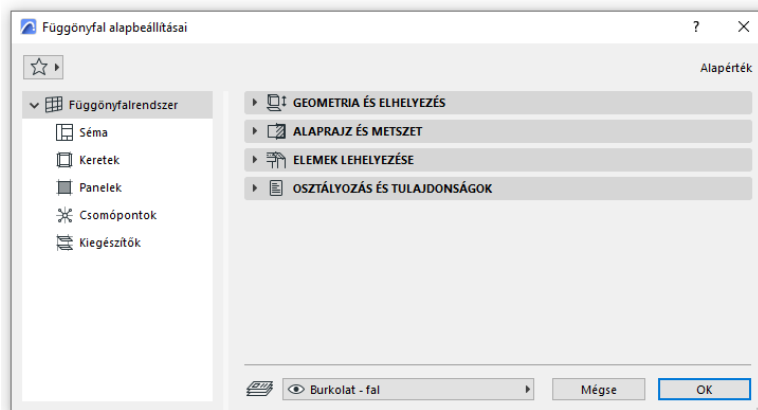 Függönyfal alapbeállításai
?
Alapérték
Függönyfalrendszer
Séma
Keretek
Panelek
Csomópontok
Kiegészítők
GEOMETRIA ÉS ELHELYEZÉS
ALAPRAJZ ÉS METSZET
ELEMEK LEHELYEZÉSE
OSZTÁLYOZÁS ÉS TULAJDONSÁGOK
Burkolat - fal
Mégse
OK